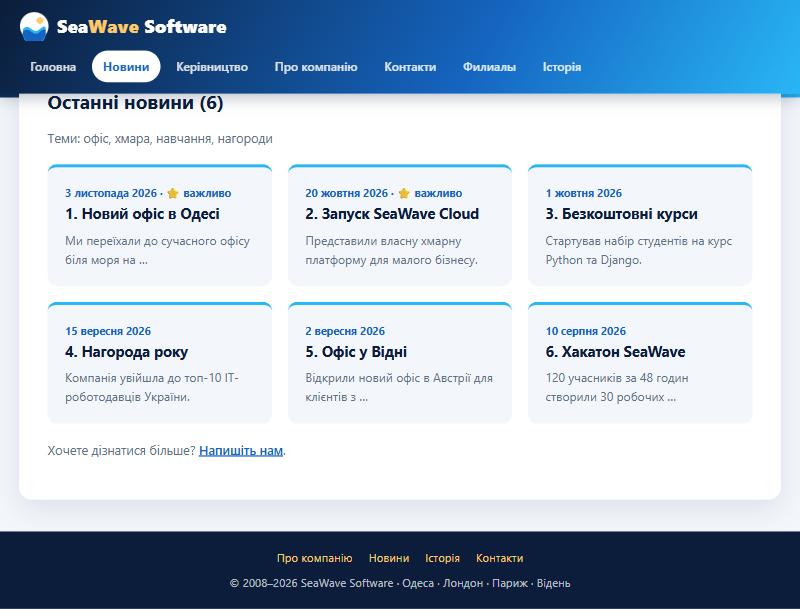 SeaWave Software
Головна Новини Керівництво Про компанію Контакти Филиалы Історія
Останні новини (6)
Теми: офіс, хмара, навчання, нагороди
3 листопада 2026 · ⭐ важливо
1. Новий офіс в Одесі
Ми переїхали до сучасного офісу
біля моря на ...
20 жовтня 2026 · ⭐ важливо
2. Запуск SeaWave Cloud
Представили власну хмарну
платформу для малого бізнесу.
1 жовтня 2026
3. Безкоштовні курси
Стартував набір студентів на курс
Python та Django.
15 вересня 2026
4. Нагорода року
Компанія увійшла до топ-10 IT-
роботодавців України.
2 вересня 2026
5. Офіс у Відні
Відкрили новий офіс в Австрії для
клієнтів з ...
10 серпня 2026
6. Хакатон SeaWave
120 учасників за 48 годин
створили 30 робочих ...
Хочете дізнатися більше? Напишіть нам.
Про компанію Новини Історія Контакти
© 2008–2026 SeaWave Software · Одеса · Лондон · Париж · Відень